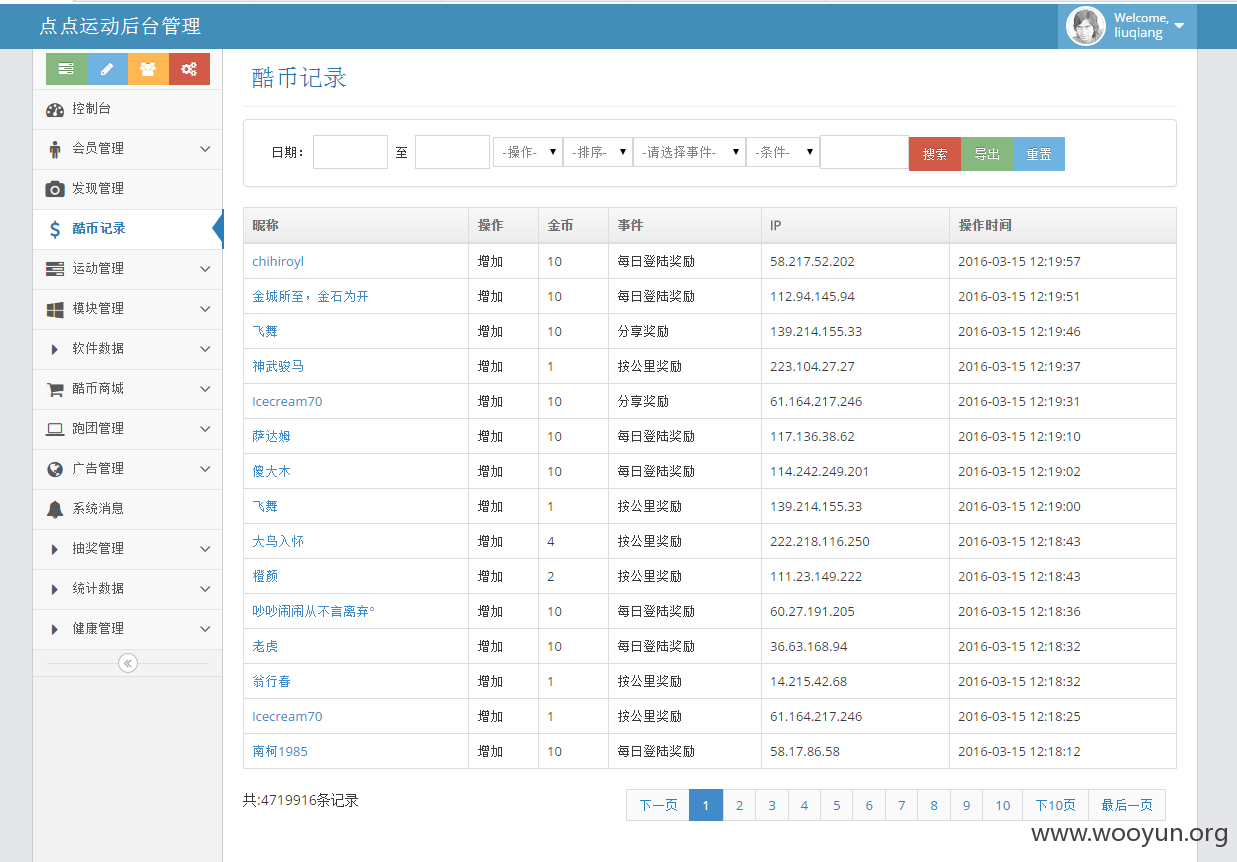 点点运动后台管理
Welcome,
liuqiang
控制台
会员管理
发现管理
酷币记录
运动管理
模块管理
软件数据
酷币商城
跑团管理
广告管理
系统消息
抽奖管理
统计数据
健康管理
酷币记录
日期： 至 -操作- -排序- -请选择事件- -条件- 搜索 导出 重置
昵称 操作 金币 事件 IP 操作时间
chihiroyl 增加 10 每日登陆奖励 58.217.52.202 2016-03-15 12:19:57
金城所至，金石为开 增加 10 每日登陆奖励 112.94.145.94 2016-03-15 12:19:51
飞舞 增加 10 分享奖励 139.214.155.33 2016-03-15 12:19:46
神武骏马 增加 1 按公里奖励 223.104.27.27 2016-03-15 12:19:37
Icecream70 增加 10 分享奖励 61.164.217.246 2016-03-15 12:19:31
萨达姆 增加 10 每日登陆奖励 117.136.38.62 2016-03-15 12:19:10
傻大木 增加 10 每日登陆奖励 114.242.249.201 2016-03-15 12:19:02
飞舞 增加 1 按公里奖励 139.214.155.33 2016-03-15 12:19:00
大鸟入怀 增加 4 按公里奖励 222.218.116.250 2016-03-15 12:18:43
橙颜 增加 2 按公里奖励 111.23.149.222 2016-03-15 12:18:43
吵吵闹闹从不言离弃° 增加 10 每日登陆奖励 60.27.191.205 2016-03-15 12:18:36
老虎 增加 10 每日登陆奖励 36.63.168.94 2016-03-15 12:18:32
翁行春 增加 1 按公里奖励 14.215.42.68 2016-03-15 12:18:32
Icecream70 增加 1 按公里奖励 61.164.217.246 2016-03-15 12:18:25
南柯1985 增加 10 每日登陆奖励 58.17.86.58 2016-03-15 12:18:12
共:4719916条记录
下一页 1 2 3 4 5 6 7 8 9 10 下10页 最后一页
www.wooyun.org